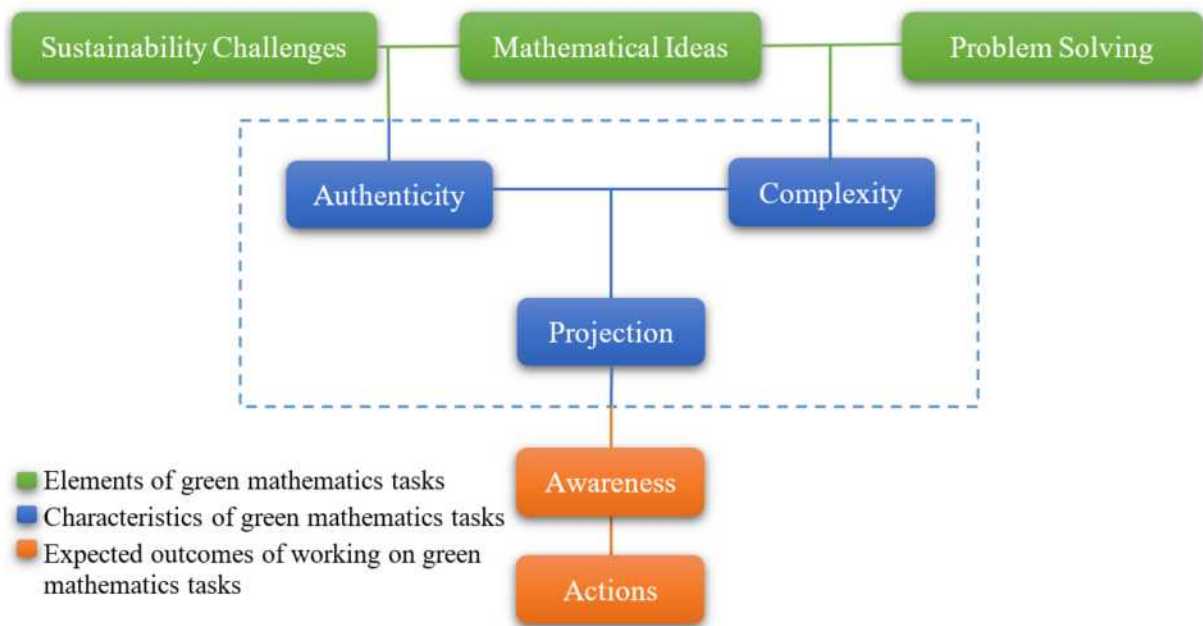 Sustainability Challenges
Mathematical Ideas
Problem Solving
Authenticity
Complexity
Projection
Awareness
Actions
Elements of green mathematics tasks
Characteristics of green mathematics tasks
Expected outcomes of working on green
mathematics tasks